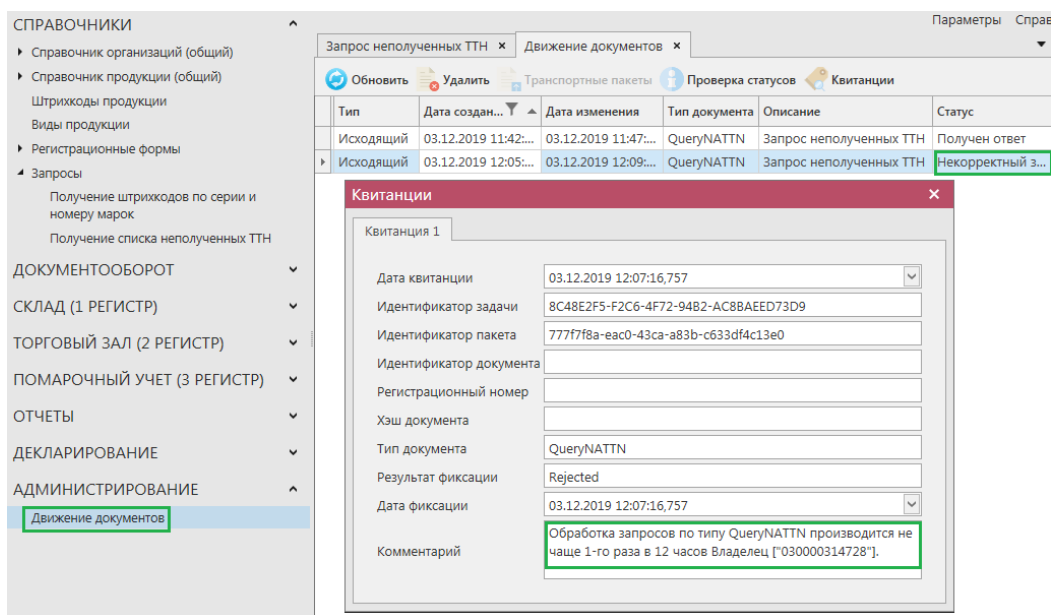 СПРАВОЧНИКИ
Справочник организаций (общий)
Справочник продукции (общий)
Штрихкоды продукции
Виды продукции
Регистрационные формы
Запросы
Получение штрихкодов по серии и
номеру марок
Получение списка неполученных ТТН
ДОКУМЕНТООБОРОТ
СКЛАД (1 РЕГИСТР)
ТОРГОВЫЙ ЗАЛ (2 РЕГИСТР)
ПОМАРОЧНЫЙ УЧЕТ (3 РЕГИСТР)
ОТЧЕТЫ
ДЕКЛАРИРОВАНИЕ
АДМИНИСТРИРОВАНИЕ
Движение документов
Параметры Справ
Запрос неполученных ТТН × Движение документов ×
Обновить Удалить Транспортные пакеты Проверка статусов Квитанции
Тип Дата создан... Дата изменения Тип документа Описание Статус
Исходящий 03.12.2019 11:42:... 03.12.2019 11:47:... QueryNATTN Запрос неполученных ТТН Получен ответ
Исходящий 03.12.2019 12:05:... 03.12.2019 12:09:... QueryNATTN Запрос неполученных ТТН Некорректный з...
Квитанции ×
Квитанция 1
Дата квитанции 03.12.2019 12:07:16,757
Идентификатор задачи 8C48E2F5-F2C6-4F72-94B2-AC8BAEED73D9
Идентификатор пакета 777f7f8a-eac0-43ca-a83b-c633df4c13e0
Идентификатор документа
Регистрационный номер
Хэш документа
Тип документа QueryNATTN
Результат фиксации Rejected
Дата фиксации 03.12.2019 12:07:16,757
Комментарий Обработка запросов по типу QueryNATTN производится не
чаще 1-го раза в 12 часов Владелец ["030000314728"].